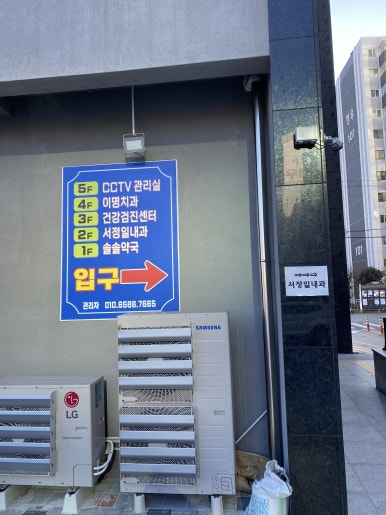 5F CCTV 관리실
4F 이명치과
3F 건강검진센터
2F 서정일내과
1F 솔솔약국
입구
관리자 010.6586.7665
서정일내과
SAMSUNG
LG
101
101